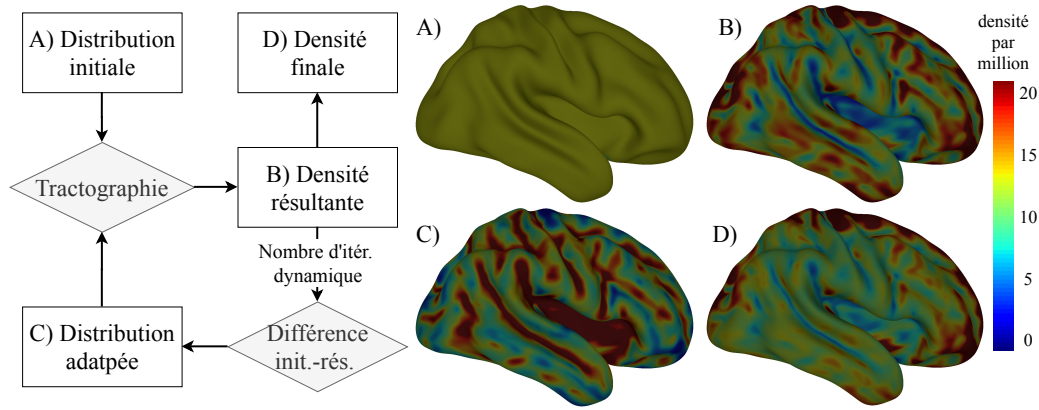 A) Distribution
initiale
D) Densité
finale
Tractographie
B) Densité
résultante
Nombre d'itér.
dynamique
C) Distribution
adatpée
Différence
init.-rés.
A)
B)
C)
D)
densité
par
million
20
15
10
5
0